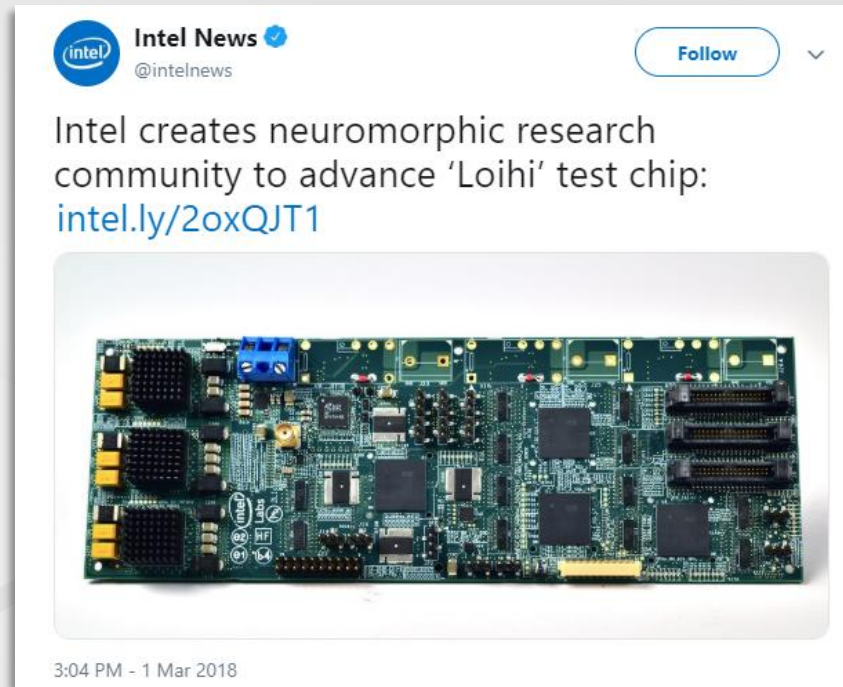 intel
Intel News
@intelnews
Follow
Intel creates neuromorphic research
community to advance ‘Loihi’ test chip:
intel.ly/2oxQJT1
intel
Labs
HF
3:04 PM - 1 Mar 2018